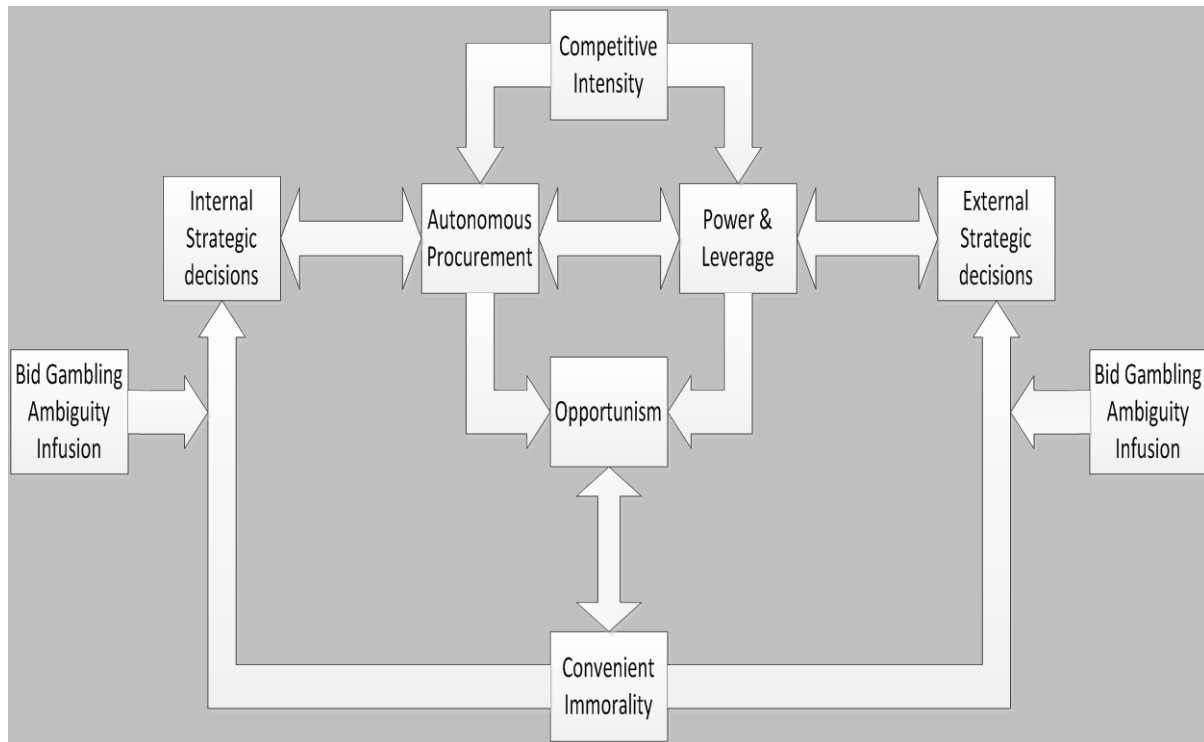 Competitive
Intensity
Internal
Strategic
decisions
Autonomous
Procurement
Power &
Leverage
External
Strategic
decisions
Bid Gambling
Ambiguity
Infusion
Opportunism
Bid Gambling
Ambiguity
Infusion
Convenient
Immorality